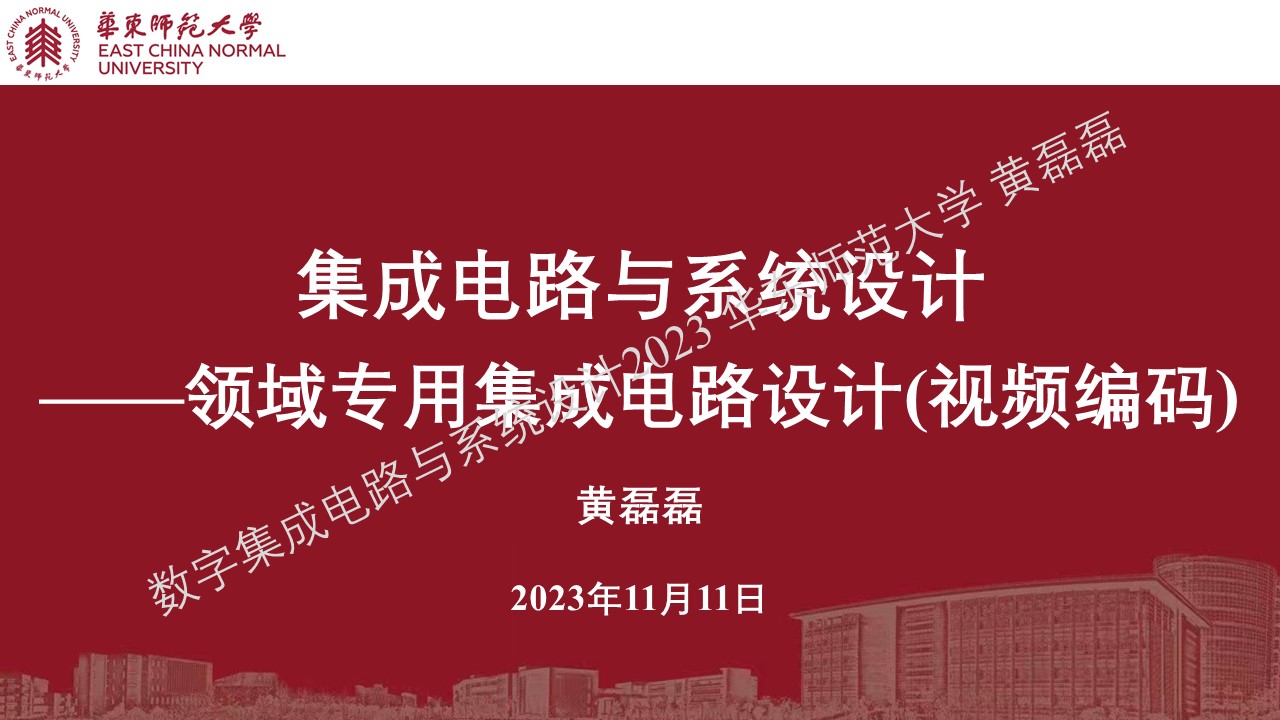 EAST CHINA NORMAL UNIVERSITY
華東師范大學
華東師范大學
EAST CHINA NORMAL
UNIVERSITY
集成电路与系统设计
——领域专用集成电路设计(视频编码)
黄磊磊
2023年11月11日
数字集成电路与系统设计2023 华东师范大学 黄磊磊